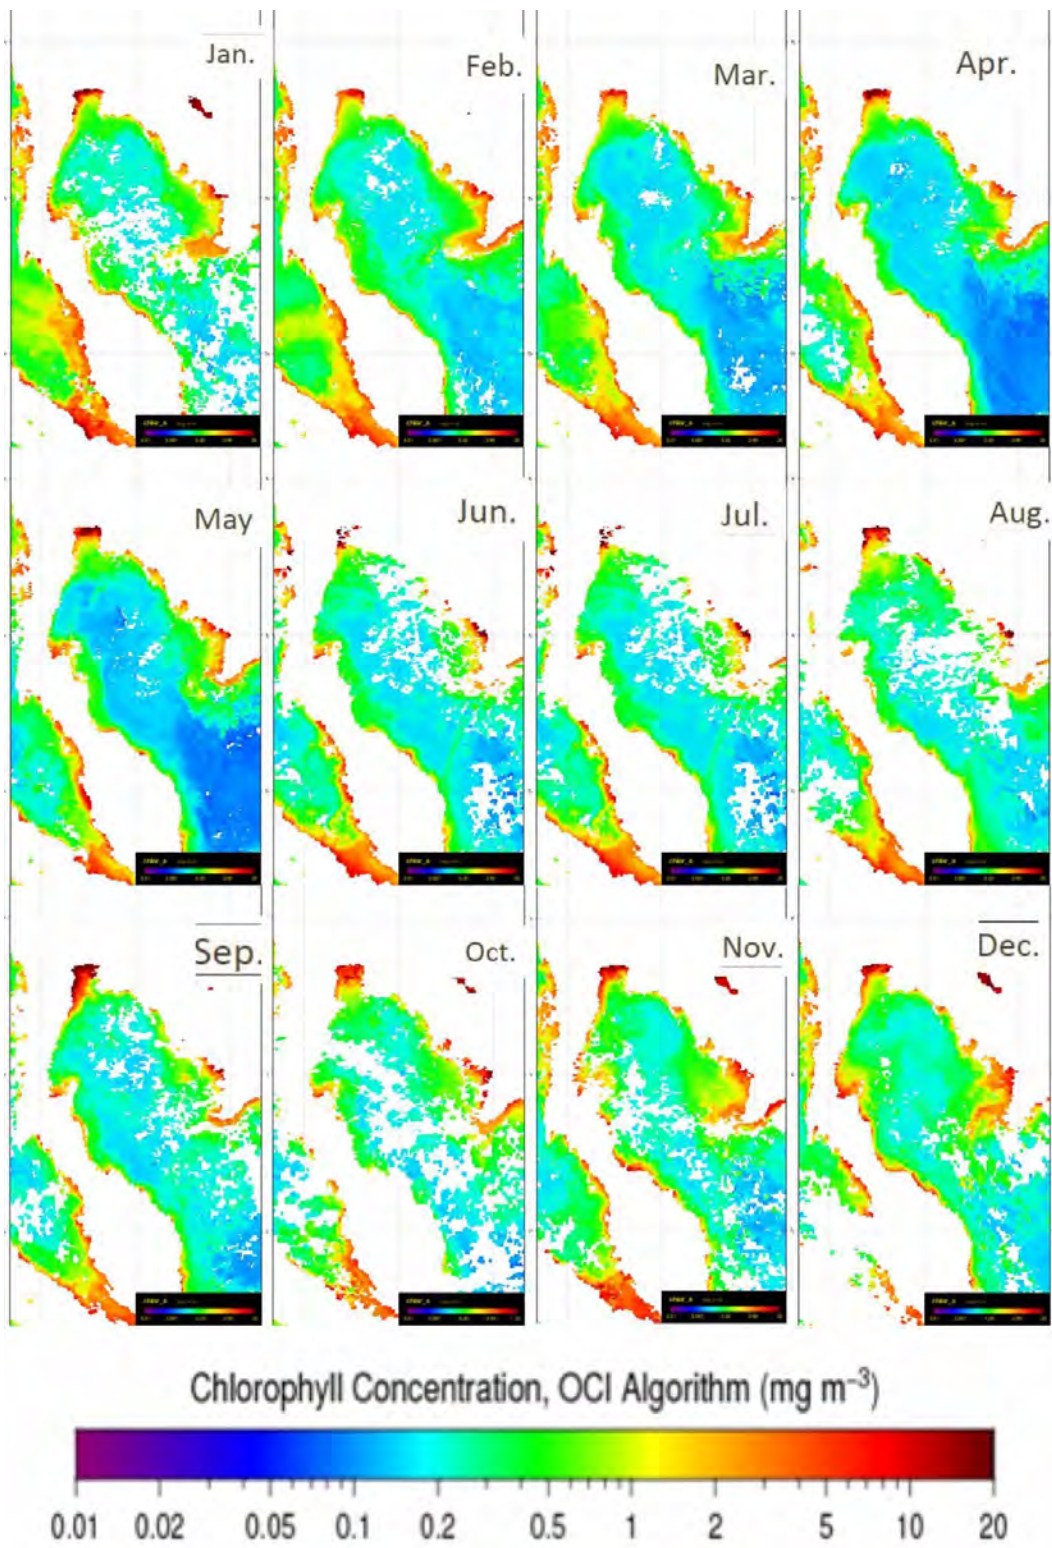 Jan.
Feb.
Mar.
Apr.
May
Jun.
Jul.
Aug.
Sep.
Oct.
Nov.
Dec.
Chlorophyll Concentration, OCI Algorithm (mg m⁻³)
0.01 0.02 0.05 0.1 0.2 0.5 1 2 5 10 20